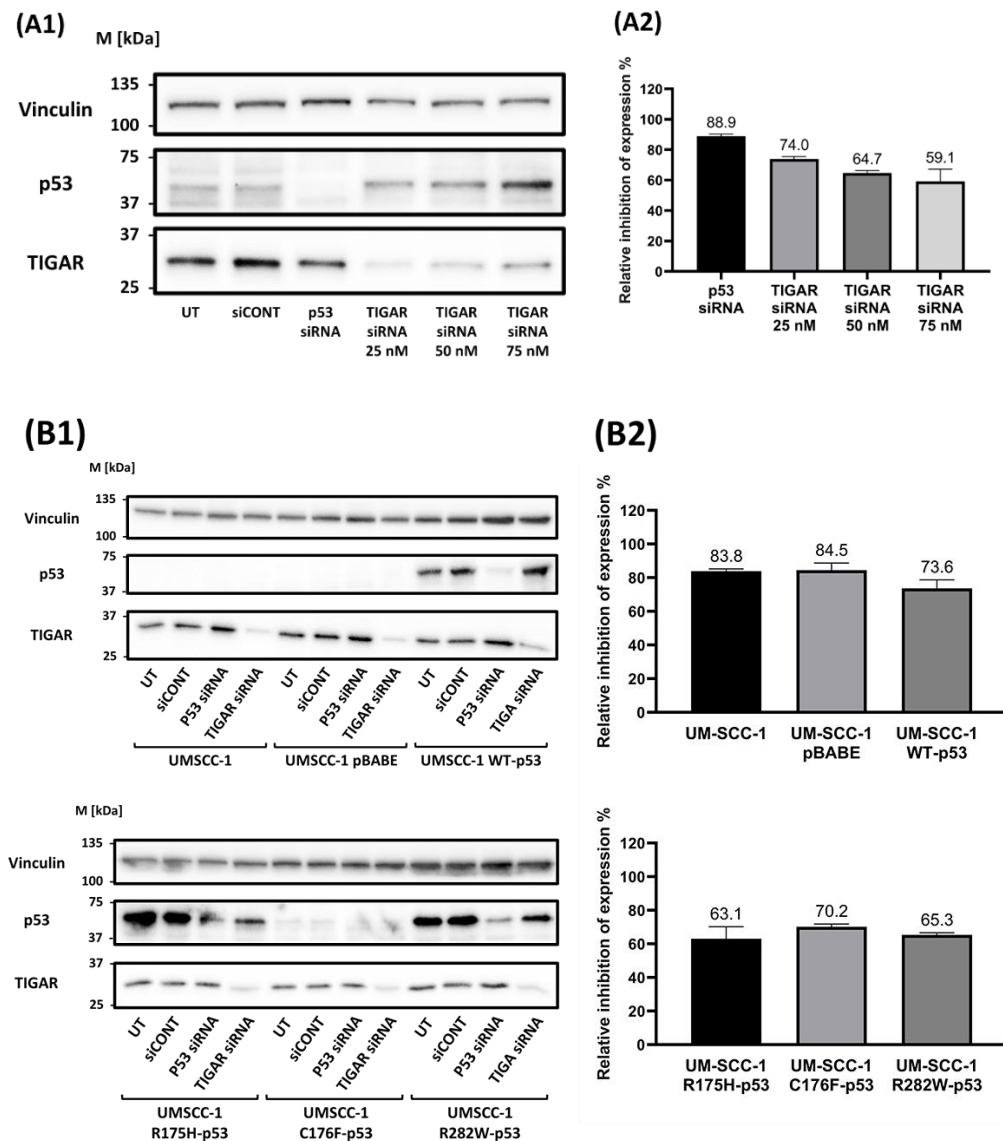 (A1)
M [kDa]
135
Vinculin
100
75
p53
37
37
TIGAR
25
UT siCONT p53 siRNA TIGAR siRNA 25 nM TIGAR siRNA 50 nM TIGAR siRNA 75 nM
(A2)
Relative inhibition of expression %
120
100
80
60
40
20
0
88.9
74.0
64.7
59.1
p53 TIGAR TIGAR TIGAR
siRNA siRNA siRNA siRNA
25 nM 50 nM 75 nM
(B1)
M [kDa]
135
Vinculin
100
75
p53
37
37
TIGAR
25
UT siCONT P53 siRNA TIGAR siRNA UT siCONT P53 siRNA TIGAR siRNA UT siCONT P53 siRNA TIGA siRNA
UMSCC-1 UMSCC-1 pBABE UMSCC-1 WT-p53
M [kDa]
135
Vinculin
100
75
p53
37
37
TIGAR
25
UT siCONT P53 siRNA TIGAR siRNA UT siCONT P53 siRNA TIGAR siRNA UT siCONT P53 siRNA TIGA siRNA
UMSCC-1 UMSCC-1 UMSCC-1
R175H-p53 C176F-p53 R282W-p53
(B2)
Relative inhibition of expression %
120
100
80
60
40
20
0
83.8
84.5
73.6
UM-SCC-1 UM-SCC-1 UM-SCC-1
pBABE WT-p53
Relative inhibition of expression %
120
100
80
60
40
20
0
63.1
70.2
65.3
UM-SCC-1 UM-SCC-1 UM-SCC-1
R175H-p53 C176F-p53 R282W-p53